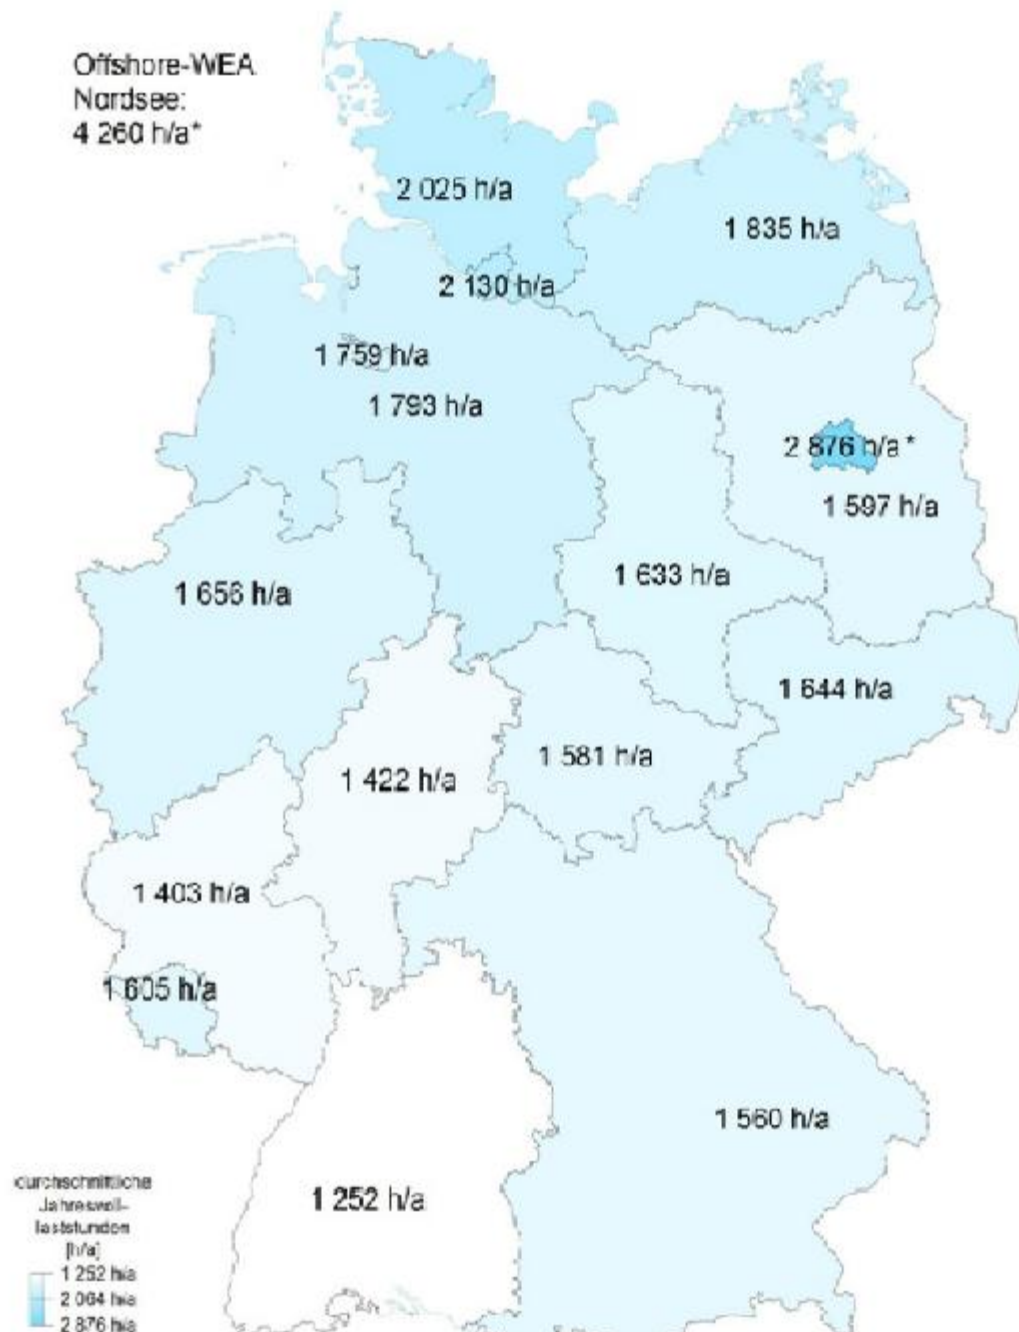 Offshore-WEA
Nordsee:
4 260 h/a*
2 025 h/a
1 835 h/a
2 130 h/a
1 759 h/a
1 793 h/a
2 876 h/a *
1 597 h/a
1 633 h/a
1 656 h/a
1 644 h/a
1 581 h/a
1 422 h/a
1 403 h/a
1 605 h/a
1 560 h/a
1 252 h/a
durchschnittliche
Jahresvoll-
laststunden
[h/a]
1 252 h/a
2 064 h/a
2 876 h/a